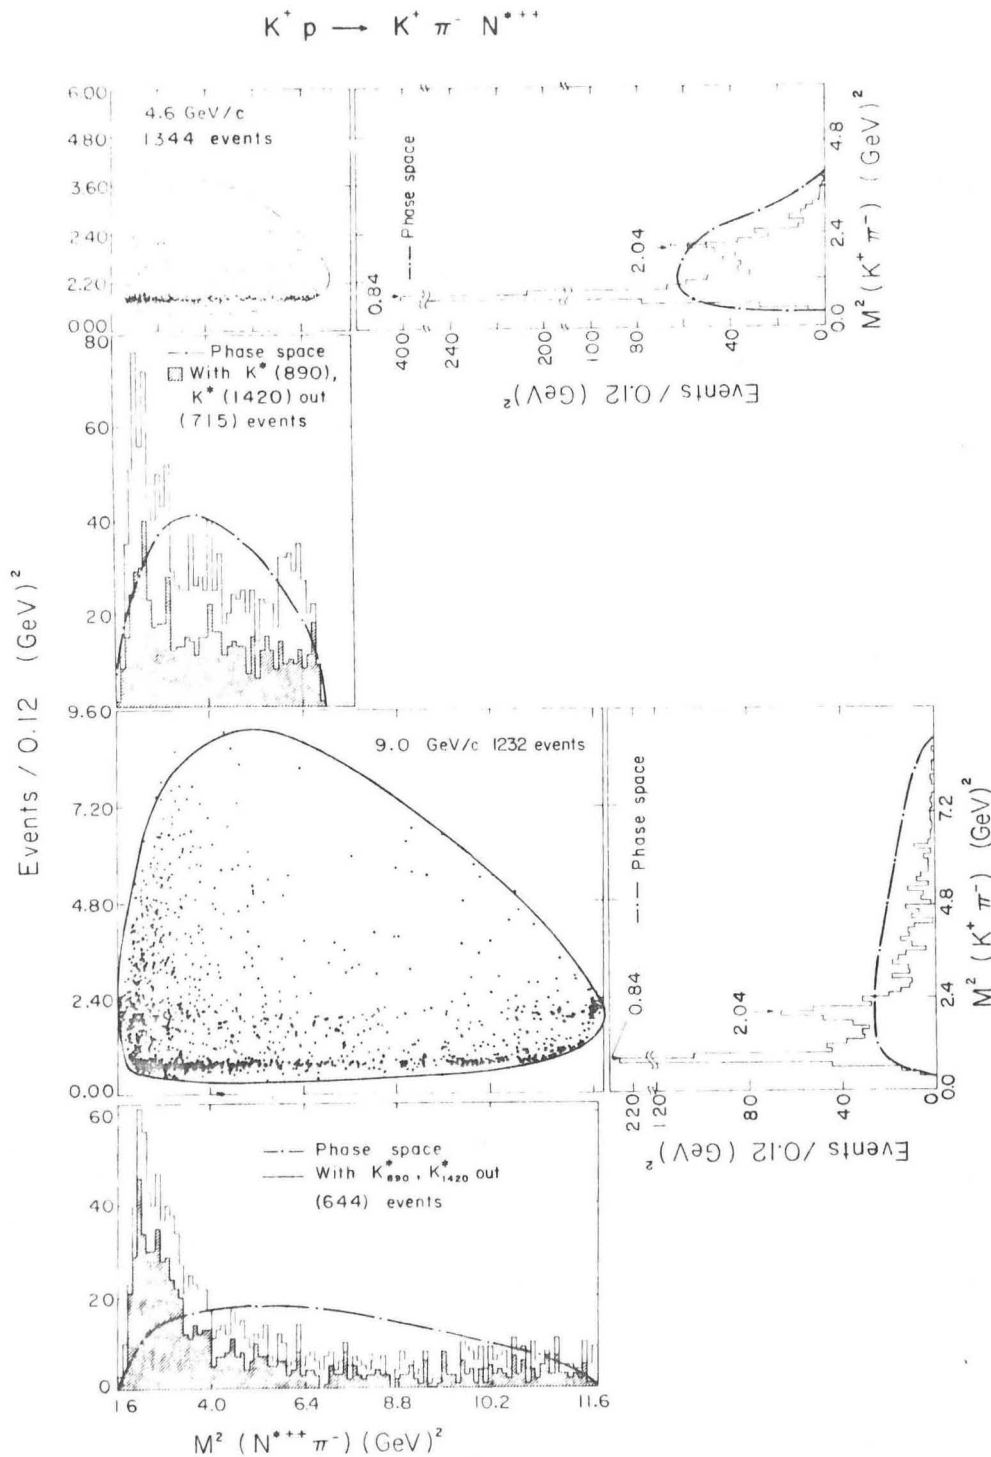 K⁺ p → K⁺ π⁻ N*⁺⁺
4.6 GeV/c
1344 events
6.00
4.80
3.60
2.40
2.20
0.00
— · — Phase space
0.84
2.04
400
240
200
100
80
40
0
Events / 0.12 (GeV)²
0.0
2.4
4.8
M² (K⁺ π⁻) (GeV)²
— · — Phase space
With K* (890),
K* (1420) out
(715) events
80
60
40
20
Events / 0.12 (GeV)²
9.0 GeV/c 1232 events
9.60
7.20
4.80
2.40
0.00
— · — Phase space
0.84
2.04
220
120
80
40
0
Events / 0.12 (GeV)²
0.0
2.4
4.8
7.2
M² (K⁺ π⁻) (GeV)²
— · — Phase space
— With K*₈₉₀, K*₁₄₂₀ out
(644) events
60
40
20
0
1.6
4.0
6.4
8.8
10.2
11.6
M² (N*⁺⁺ π⁻) (GeV)²